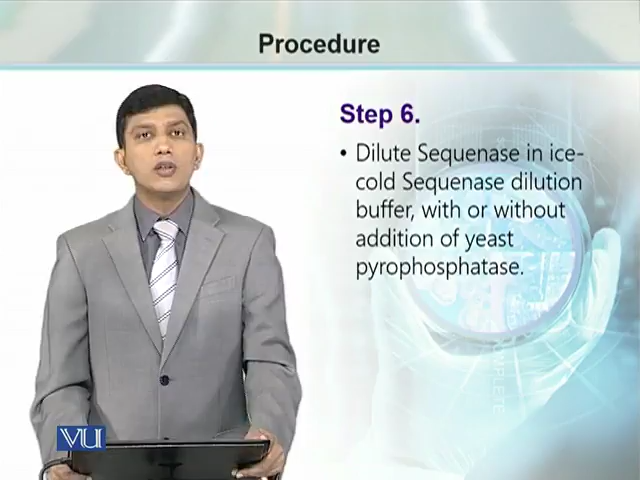 Procedure
Step 6.
• Dilute Sequenase in ice-
cold Sequenase dilution
buffer, with or without
addition of yeast
pyrophosphatase.
VU